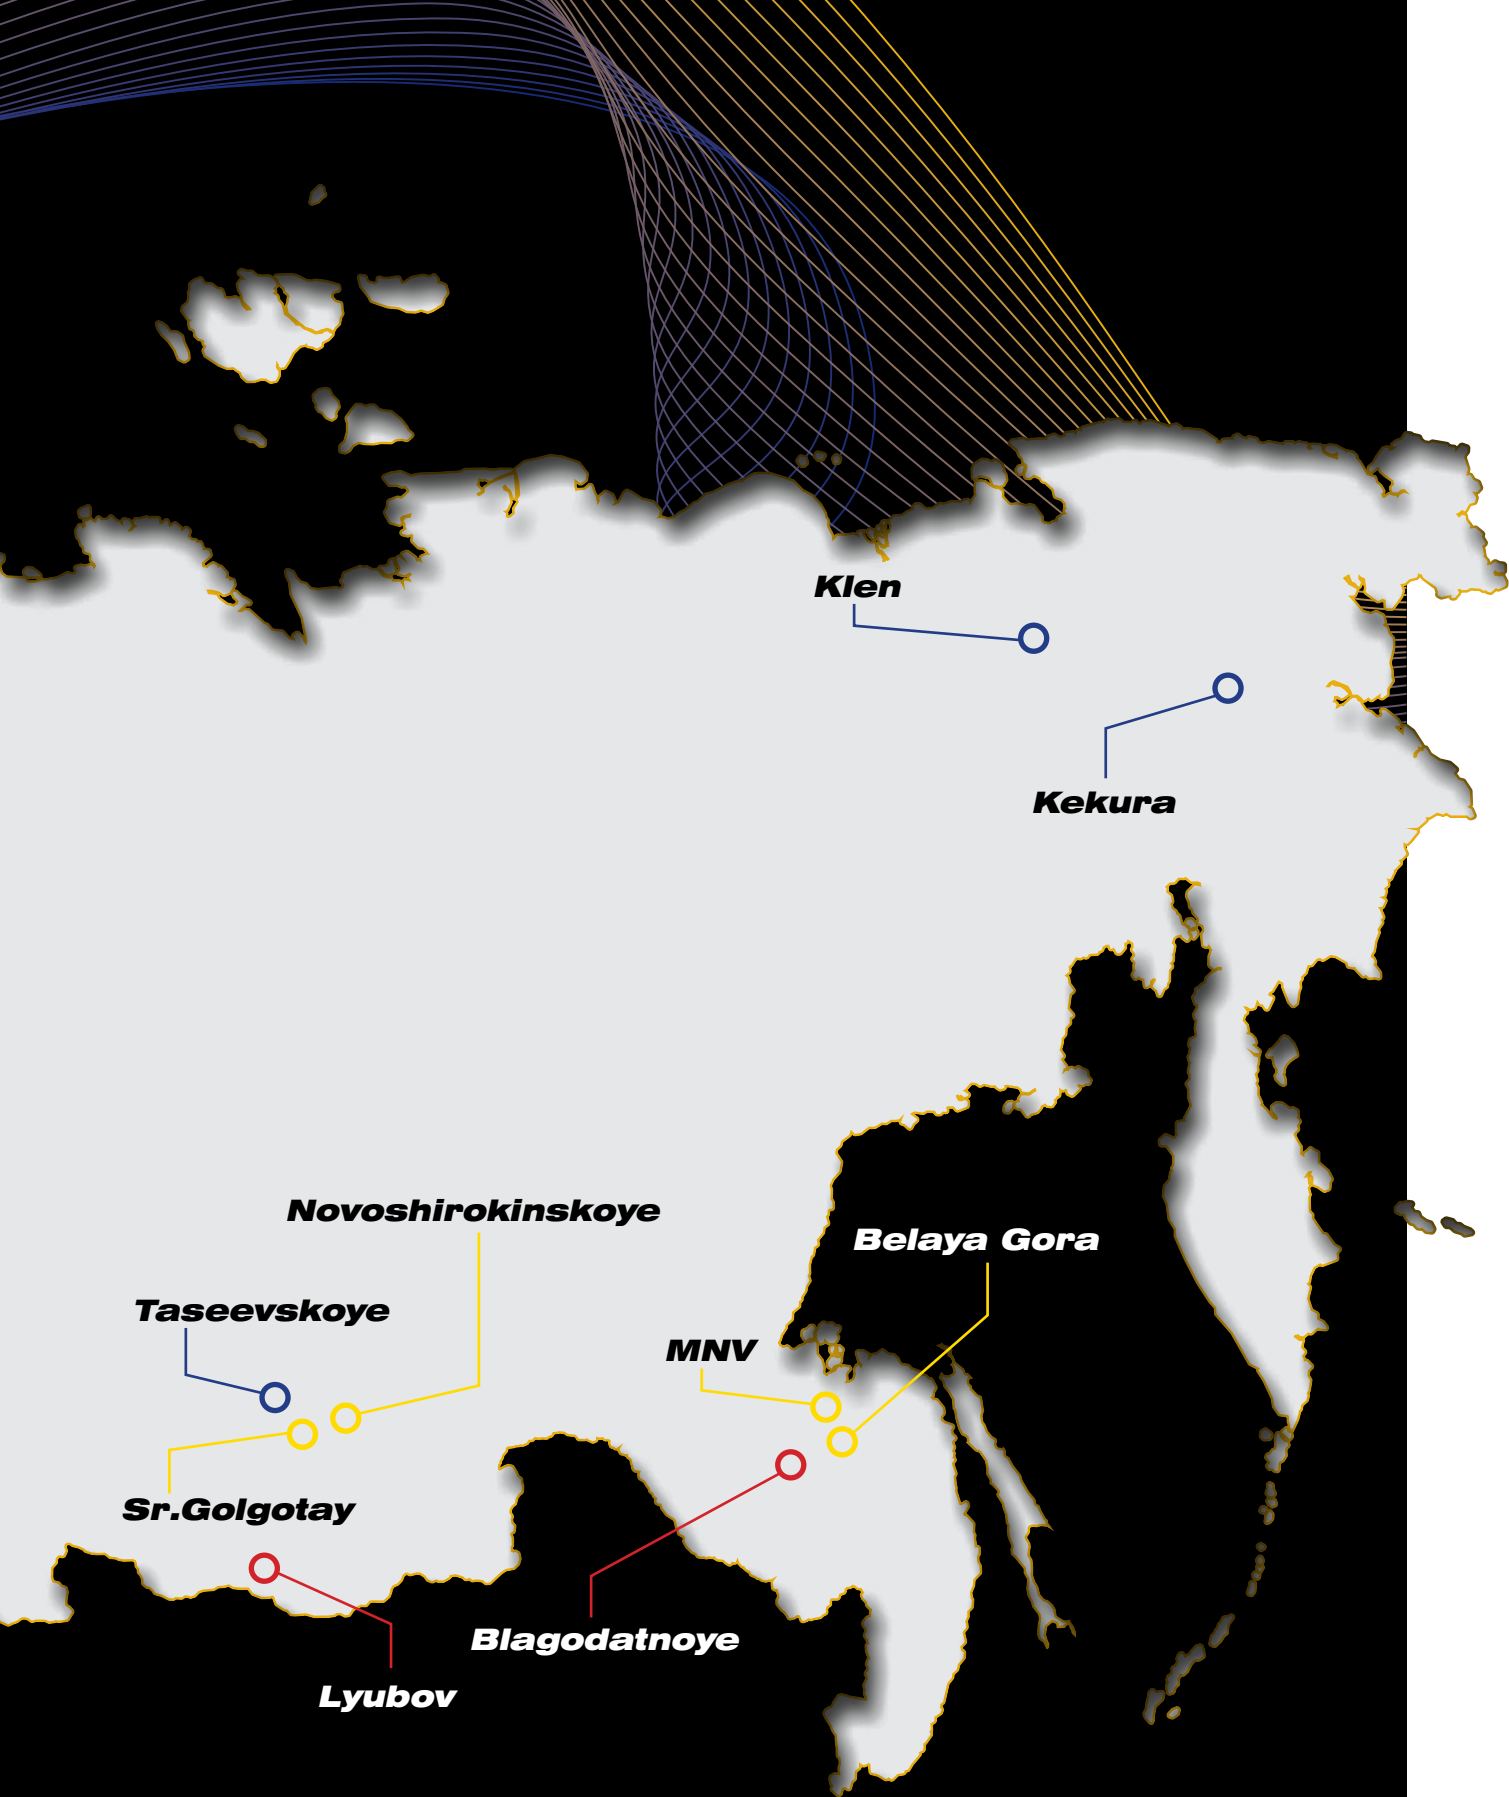 Klen
Kekura
Novoshirokinskoye
Belaya Gora
Taseevskoye
MNV
Sr.Golgotay
Blagodatnoye
Lyubov